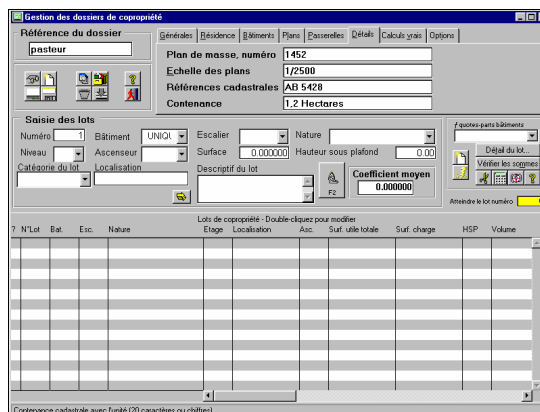 Gestion des dossiers de copropriété
Référence du dossier
pasteur
Générales Résidence Bâtiments Plans Passerelles Détails Calculs vrais Options
Plan de masse, numéro 1452
Echelle des plans 1/2500
Références cadastrales AB 5428
Contenance 1,2 Hectares
Saisie des lots
Numéro 1 Bâtiment UNIQU Escalier Nature
Niveau Ascenseur Surface 0.000000 Hauteur sous plafond 0.00
Catégorie du lot Localisation Descriptif du lot
F2
Coefficient moyen
0.000000
quotes-parts bâtiments
Détail du lot...
Vérifier les sommes
Atteindre le lot numéro
Lots de copropriété - Double-cliquez pour modifier
? N°Lot Bat. Esc. Nature Etage Localisation Asc. Surf. utile totale Surf. charge HSP Volume
Contenance cadastrale avec l'unité (20 caractères ou chiffres)